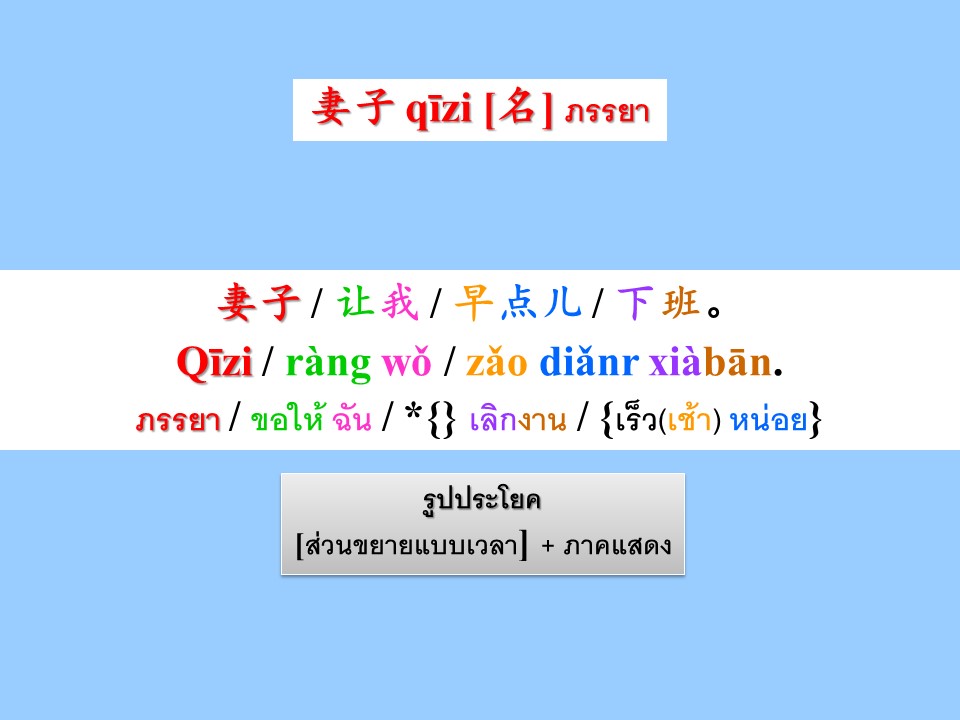 妻子 qīzi [名] ภรรยา
妻子 / 让我 / 早点儿 / 下班。
Qīzi / ràng wǒ / zǎo diǎnr xiàbān.
ภรรยา / ขอให้ ฉัน / *{} เลิกงาน / {เร็ว(เช้า) หน่อย}
รูปประโยค
[ส่วนขยายแบบเวลา] + ภาคแสดง